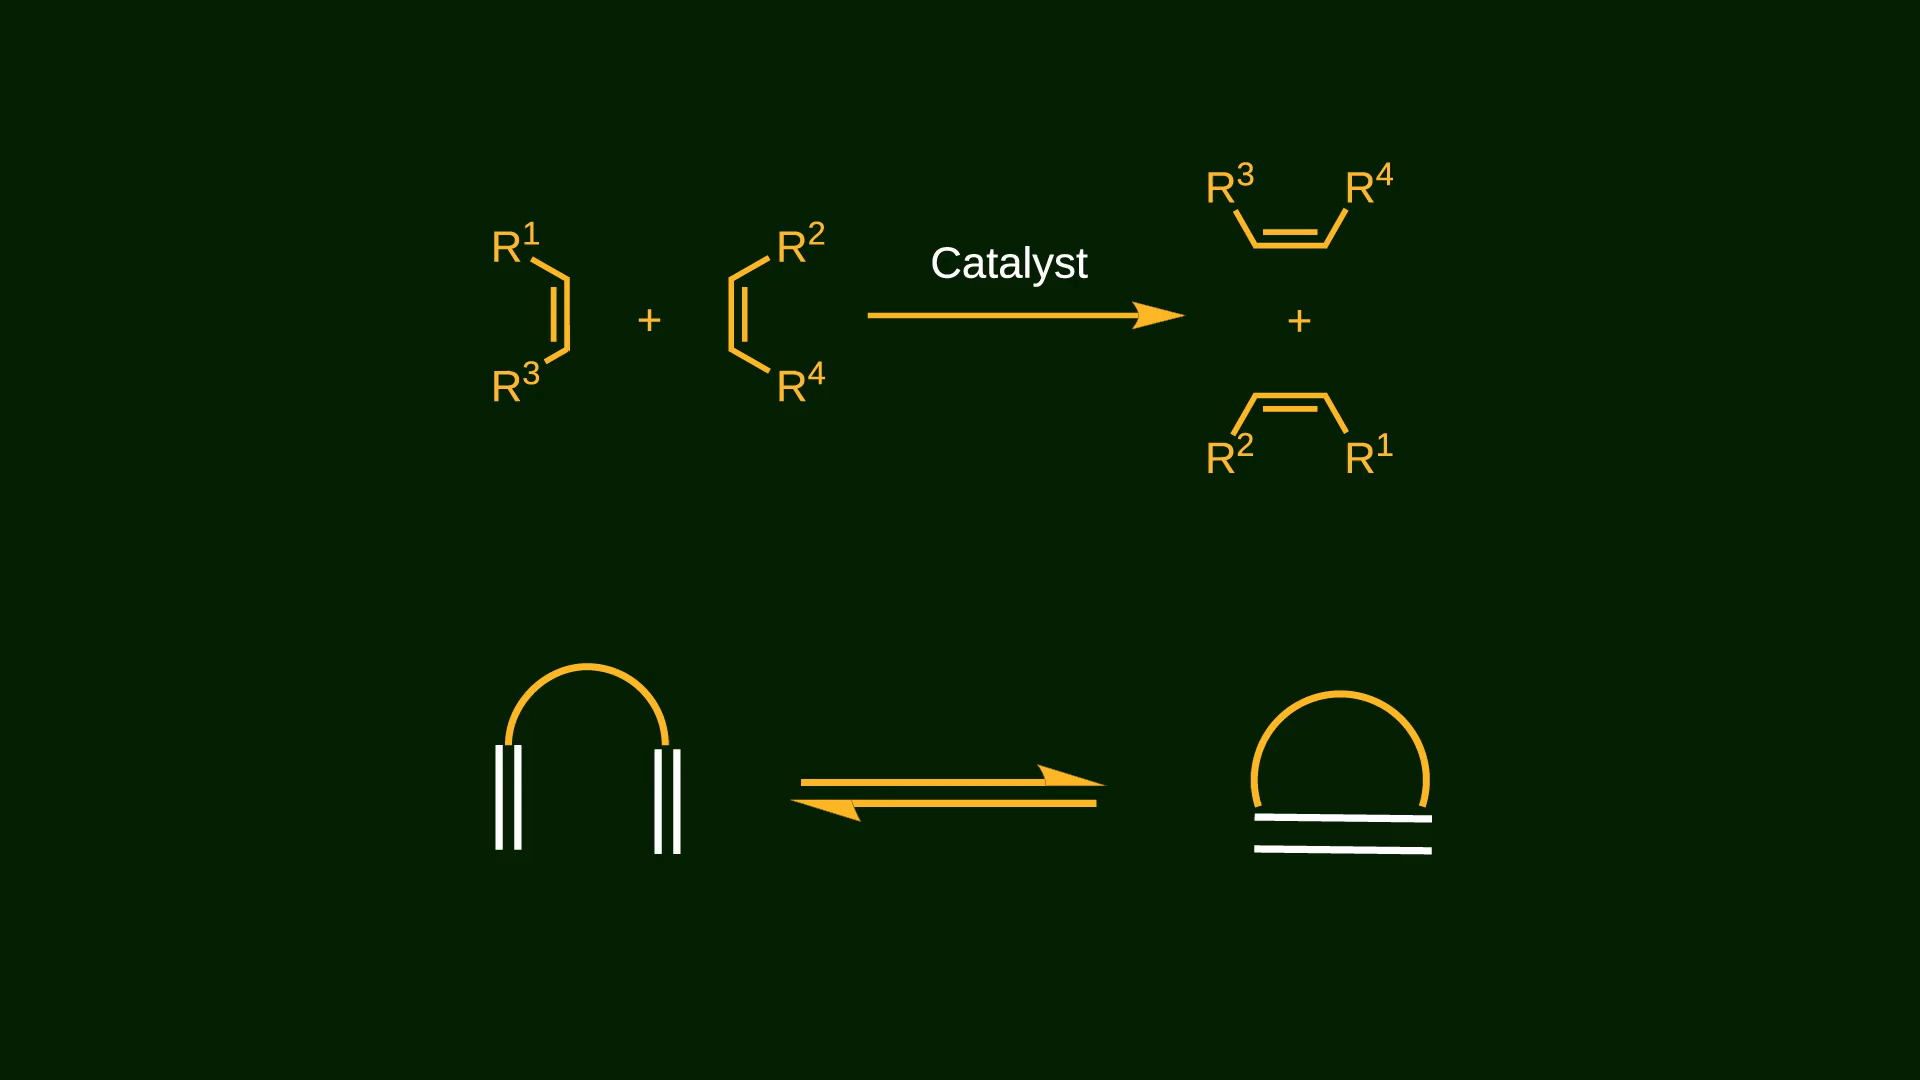 R³ R⁴
R¹ R²
Catalyst
+ +
R³ R⁴
R² R¹